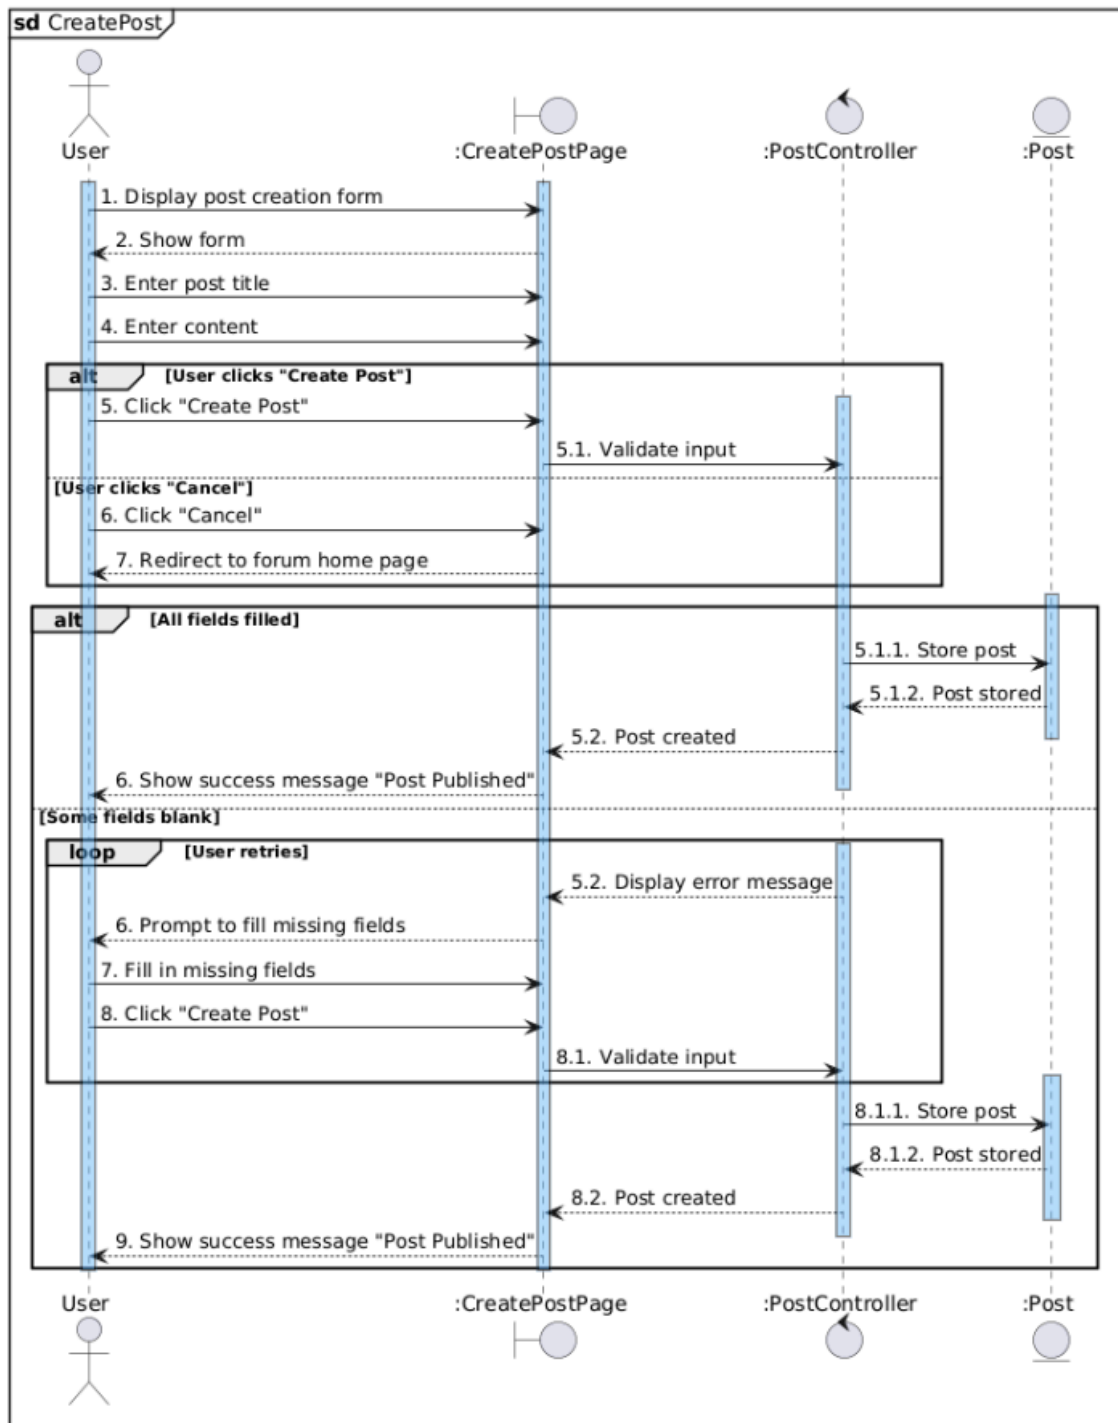 sd CreatePost
User
:CreatePostPage
:PostController
:Post
1. Display post creation form
2. Show form
3. Enter post title
4. Enter content
alt [User clicks "Create Post"]
5. Click "Create Post"
5.1. Validate input
[User clicks "Cancel"]
6. Click "Cancel"
7. Redirect to forum home page
alt [All fields filled]
5.1.1. Store post
5.1.2. Post stored
5.2. Post created
6. Show success message "Post Published"
[Some fields blank]
loop [User retries]
5.2. Display error message
6. Prompt to fill missing fields
7. Fill in missing fields
8. Click "Create Post"
8.1. Validate input
8.1.1. Store post
8.1.2. Post stored
8.2. Post created
9. Show success message "Post Published"
User
:CreatePostPage
:PostController
:Post